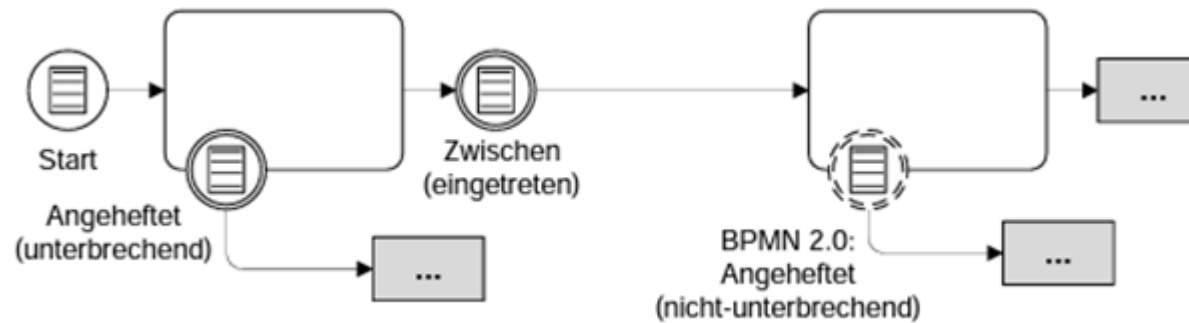 Start
Angeheftet
(unterbrechend)
...
Zwischen
(eingetreten)
BPMN 2.0:
Angeheftet
(nicht-unterbrechend)
...
...